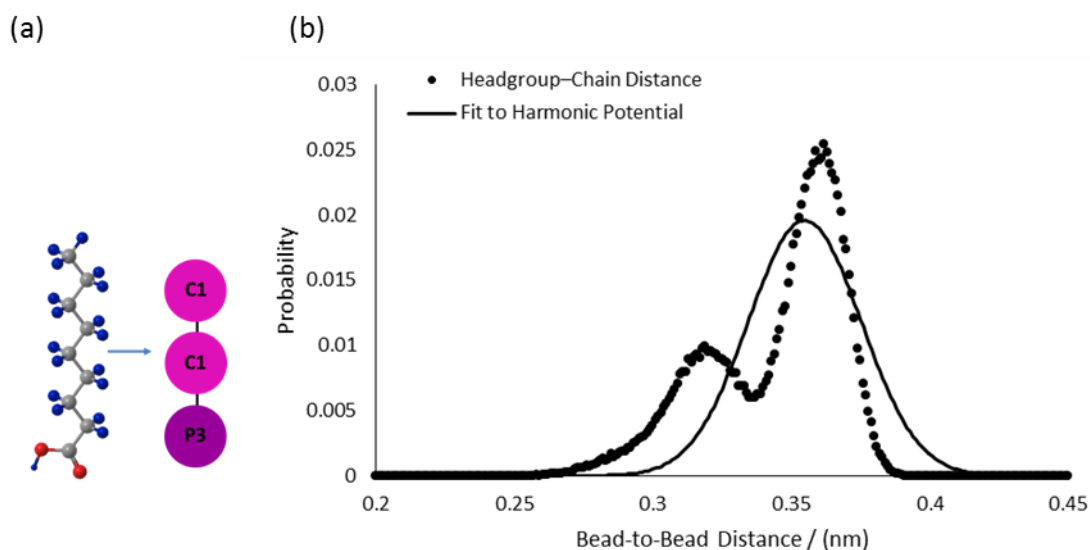 (a)
(b)
C1
C1
P3
Headgroup–Chain Distance
Fit to Harmonic Potential
Probability
0.03
0.025
0.02
0.015
0.01
0.005
0
0.2 0.25 0.3 0.35 0.4 0.45
Bead-to-Bead Distance / (nm)